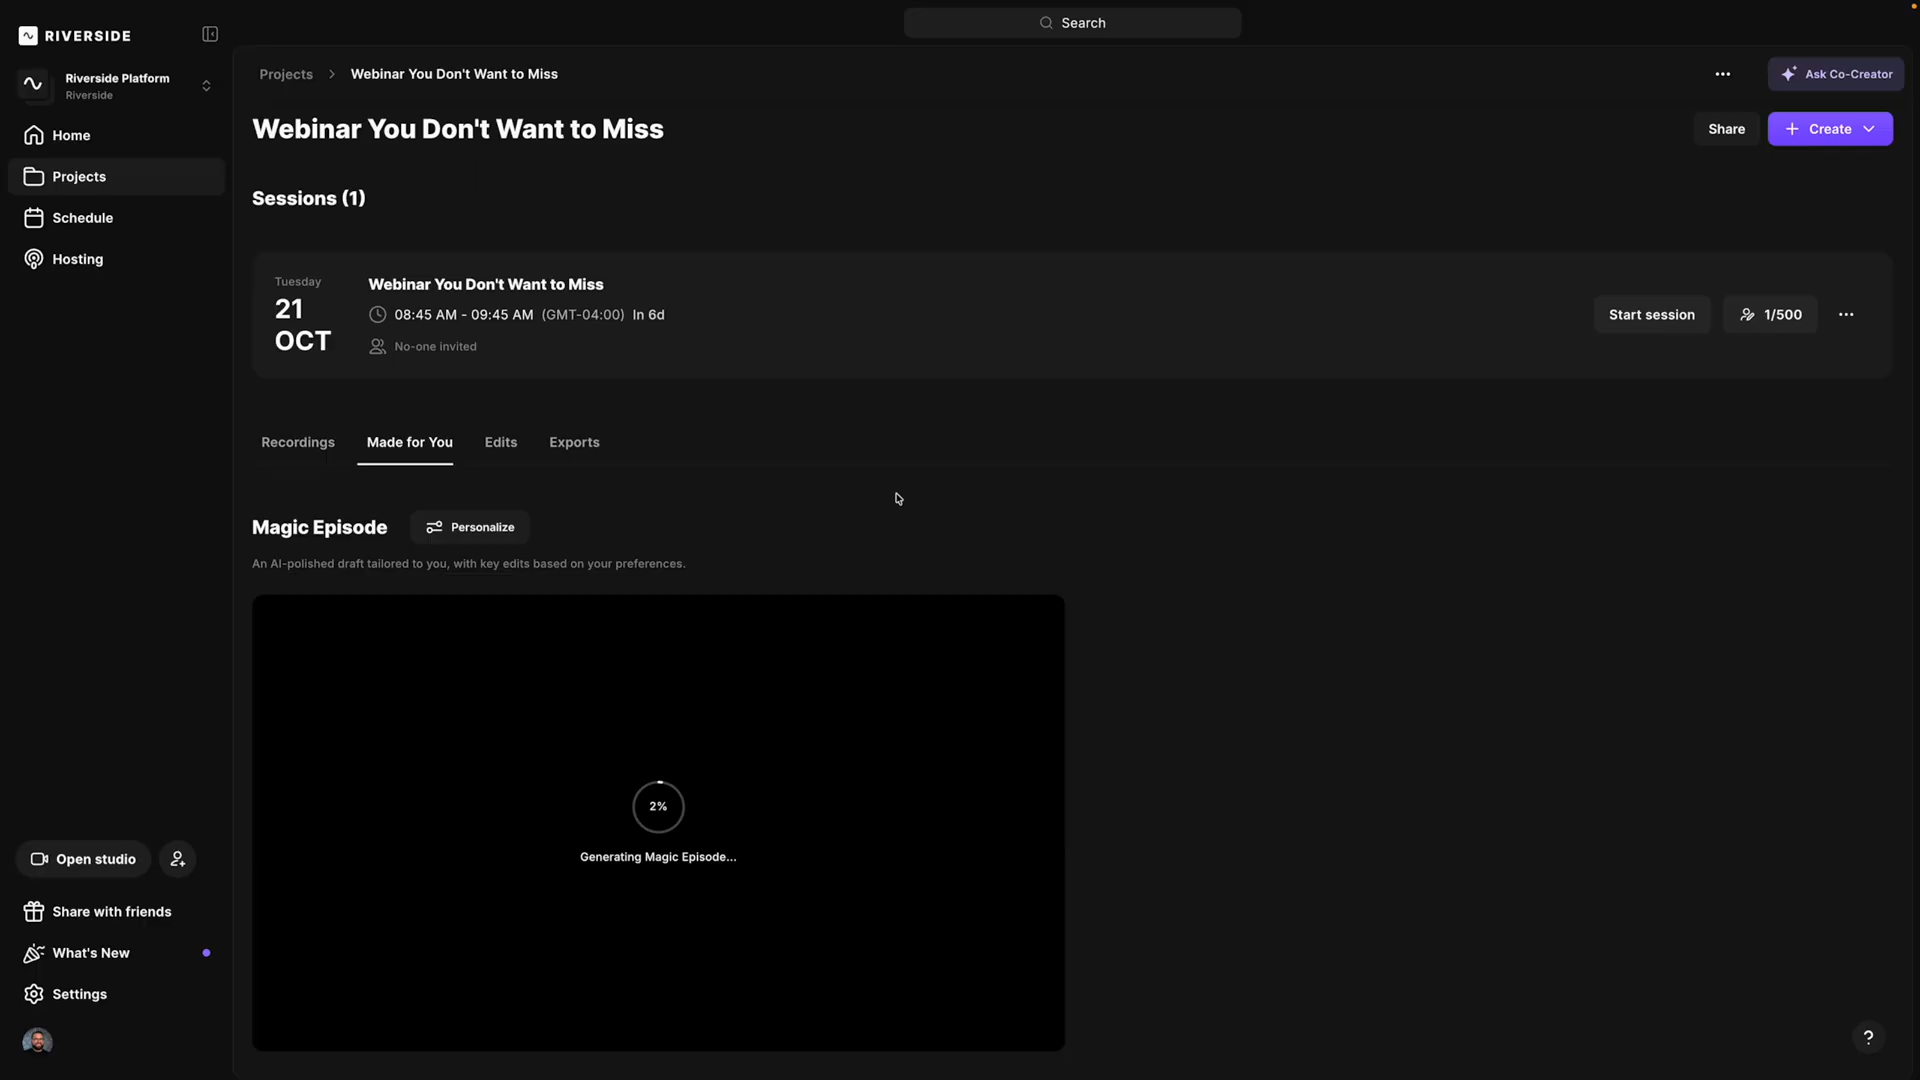 RIVERSIDE
Search
Riverside Platform
Riverside
Projects
Webinar You Don't Want to Miss
Ask Co-Creator
Home
Projects
Schedule
Hosting
Webinar You Don't Want to Miss
Share
Create
Sessions (1)
Tuesday
21
OCT
Webinar You Don't Want to Miss
08:45 AM - 09:45 AM (GMT-04:00) In 6d
No-one invited
Start session
1/500
Recordings
Made for You
Edits
Exports
Magic Episode
Personalize
An AI-polished draft tailored to you, with key edits based on your preferences.
2%
Generating Magic Episode...
Open studio
Share with friends
What's New
Settings
?